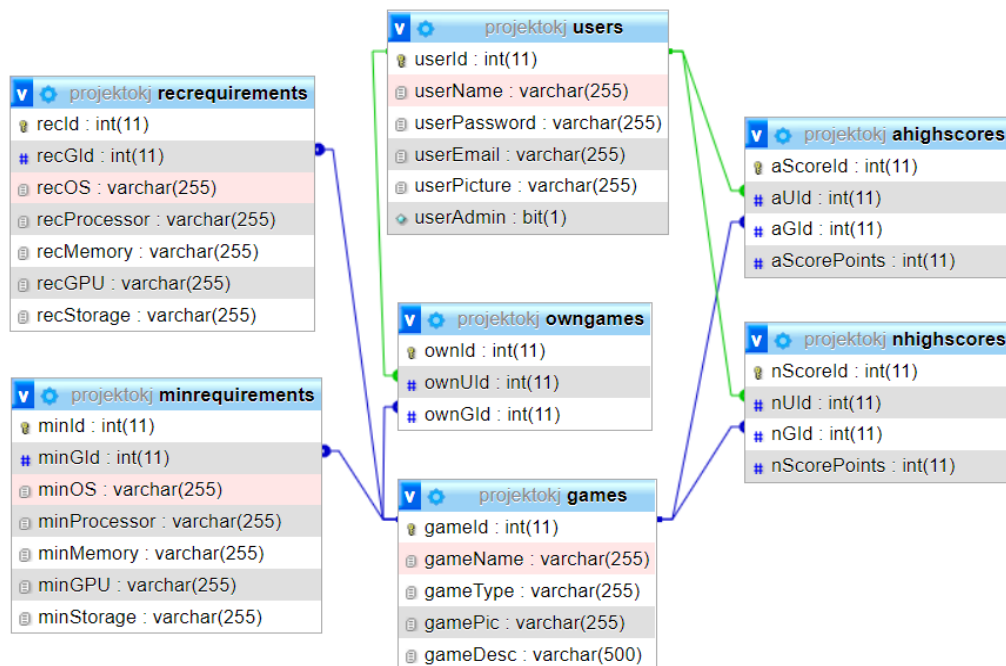 projektokj users
userId : int(11)
userName : varchar(255)
userPassword : varchar(255)
userEmail : varchar(255)
userPicture : varchar(255)
userAdmin : bit(1)
projektokj recrequirements
recId : int(11)
recGId : int(11)
recOS : varchar(255)
recProcessor : varchar(255)
recMemory : varchar(255)
recGPU : varchar(255)
recStorage : varchar(255)
projektokj ahighscores
aScoreId : int(11)
aUId : int(11)
aGId : int(11)
aScorePoints : int(11)
projektokj owngames
ownId : int(11)
ownUId : int(11)
ownGId : int(11)
projektokj nhighscores
nScoreId : int(11)
nUId : int(11)
nGId : int(11)
nScorePoints : int(11)
projektokj minrequirements
minId : int(11)
minGId : int(11)
minOS : varchar(255)
minProcessor : varchar(255)
minMemory : varchar(255)
minGPU : varchar(255)
minStorage : varchar(255)
projektokj games
gameId : int(11)
gameName : varchar(255)
gameType : varchar(255)
gamePic : varchar(255)
gameDesc : varchar(500)